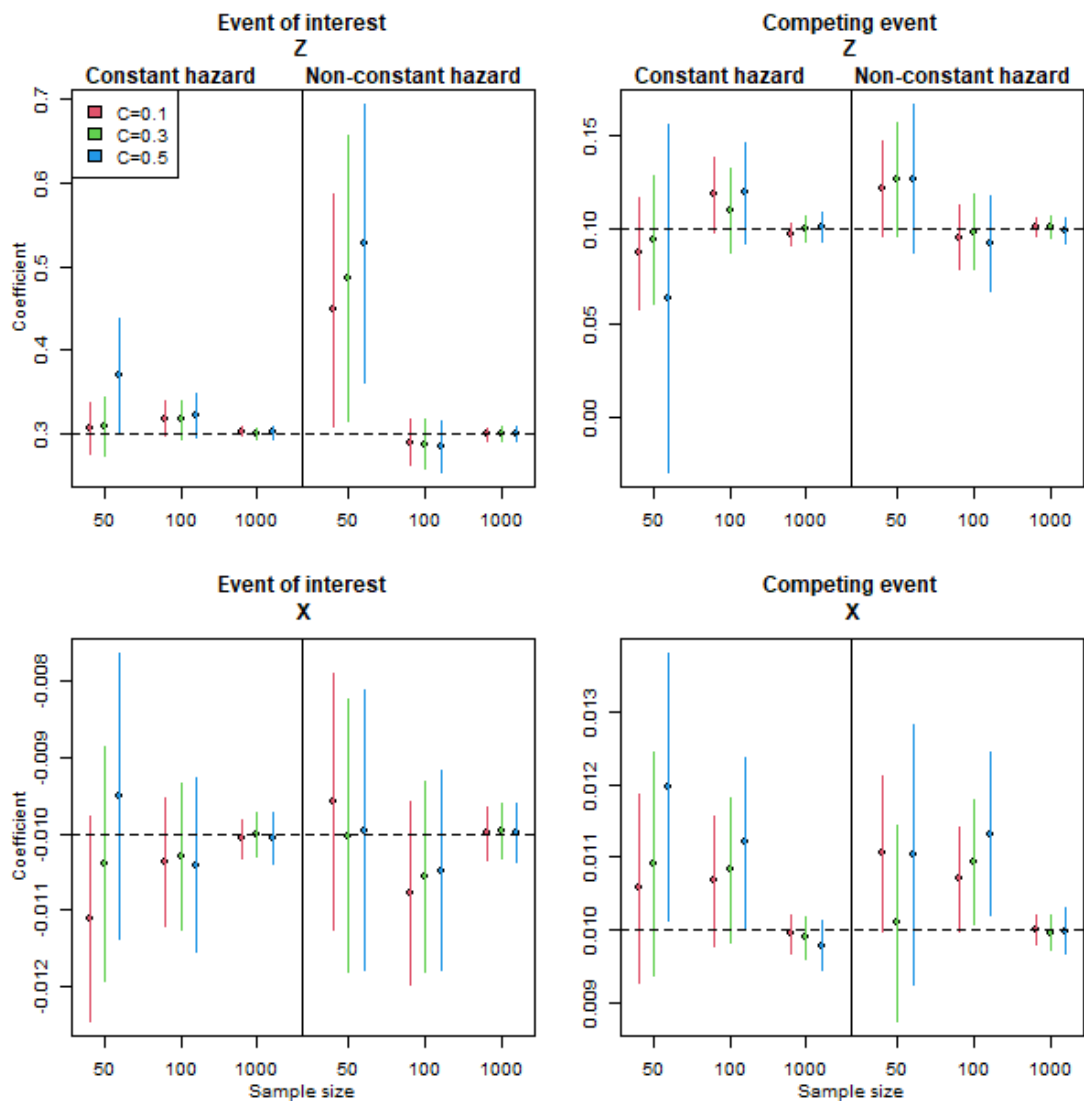 Event of interest
Z
Constant hazard Non-constant hazard
C=0.1
C=0.3
C=0.5
0.7
0.6
0.5
0.4
0.3
Coefficient
50 100 1000 50 100 1000
Competing event
Z
Constant hazard Non-constant hazard
0.15
0.10
0.05
0.00
50 100 1000 50 100 1000
Event of interest
X
-0.008
-0.009
-0.010
-0.011
-0.012
Coefficient
50 100 1000 50 100 1000
Sample size
Competing event
X
0.013
0.012
0.011
0.010
0.009
50 100 1000 50 100 1000
Sample size